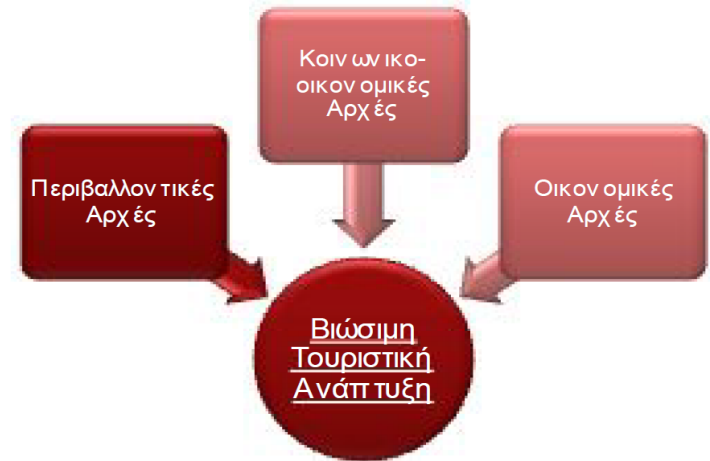 Κοινωνικο-
οικονομικές
Αρχές
Περιβαλλοντικές
Αρχές
Οικονομικές
Αρχές
Βιώσιμη
Τουριστική
Ανάπτυξη